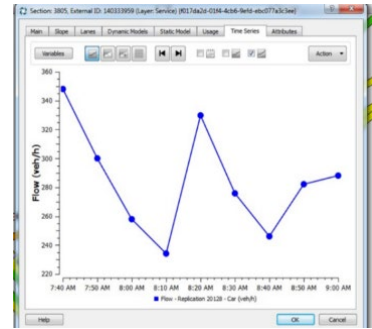 Section: 3805, External ID: 140333959 (Layer: Service) {f017da2d-01f4-4cb6-9efd-ebc077a3c3ee}
Main Slope Lanes Dynamic Models Static Model Usage Time Series Attributes
Variables Action
360
340
320
300
280
260
240
220
Flow (veh/h)
7:40 AM 7:50 AM 8:00 AM 8:10 AM 8:20 AM 8:30 AM 8:40 AM 8:50 AM 9:00 AM
Flow - Replication 20128 - Car (veh/h)
Help OK Cancel